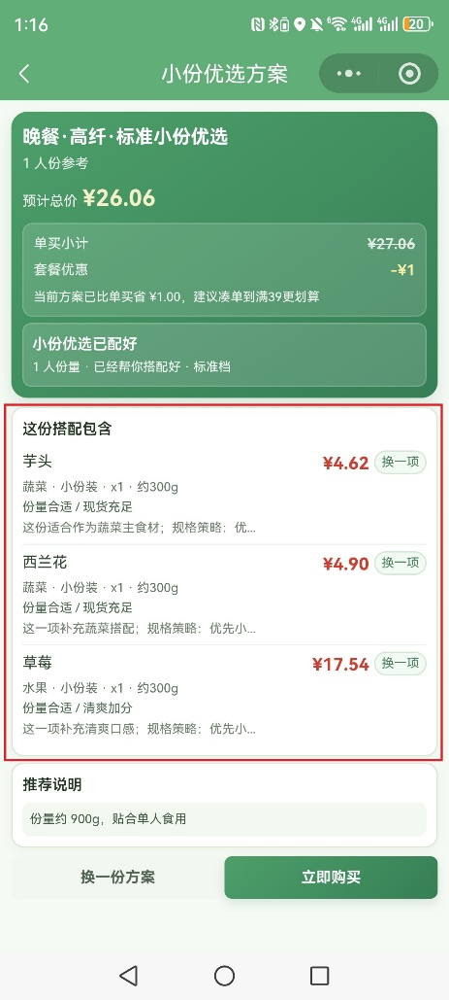 1:16
6
4G
4G
20
小份优选方案
晚餐·高纤·标准小份优选
1 人份参考
预计总价 ¥26.06
单买小计 ¥27.06
套餐优惠 -¥1
当前方案已比单买省 ¥1.00，建议凑单到满39更划算
小份优选已配好
1 人份量 · 已经帮你搭配好 · 标准档
这份搭配包含
芋头 ¥4.62 换一项
蔬菜 · 小份装 · x1 · 约300g
份量合适 / 现货充足
这份适合作为蔬菜主食材；规格策略：优...
西兰花 ¥4.90 换一项
蔬菜 · 小份装 · x1 · 约300g
份量合适 / 现货充足
这一项补充蔬菜搭配；规格策略：优先小...
草莓 ¥17.54 换一项
水果 · 小份装 · x1 · 约300g
份量合适 / 清爽加分
这一项补充清爽口感；规格策略：优先小...
推荐说明
份量约 900g，贴合单人食用
换一份方案 立即购买